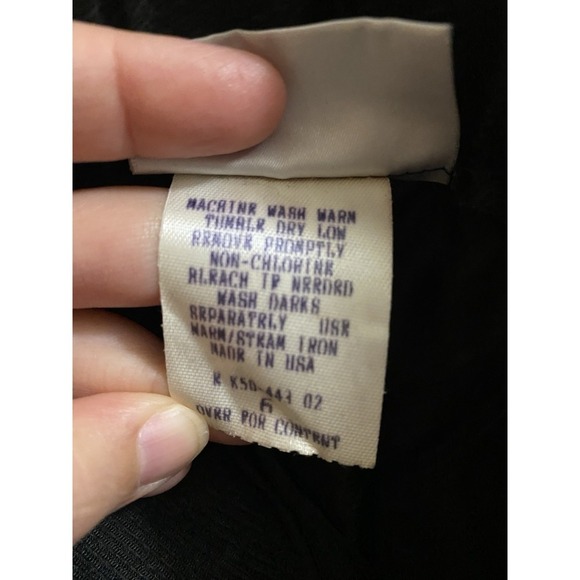 MACHINE WASH WARM
TUMBLE DRY LOW
REMOVE PROMPTLY
NON-CHLORINE
BLEACH IF NEEDED
WASH DARKS
SEPARATELY USE
WARM/STEAM IRON
MADE IN USA
K K50-443 02
6
OVER FOR CONTENT